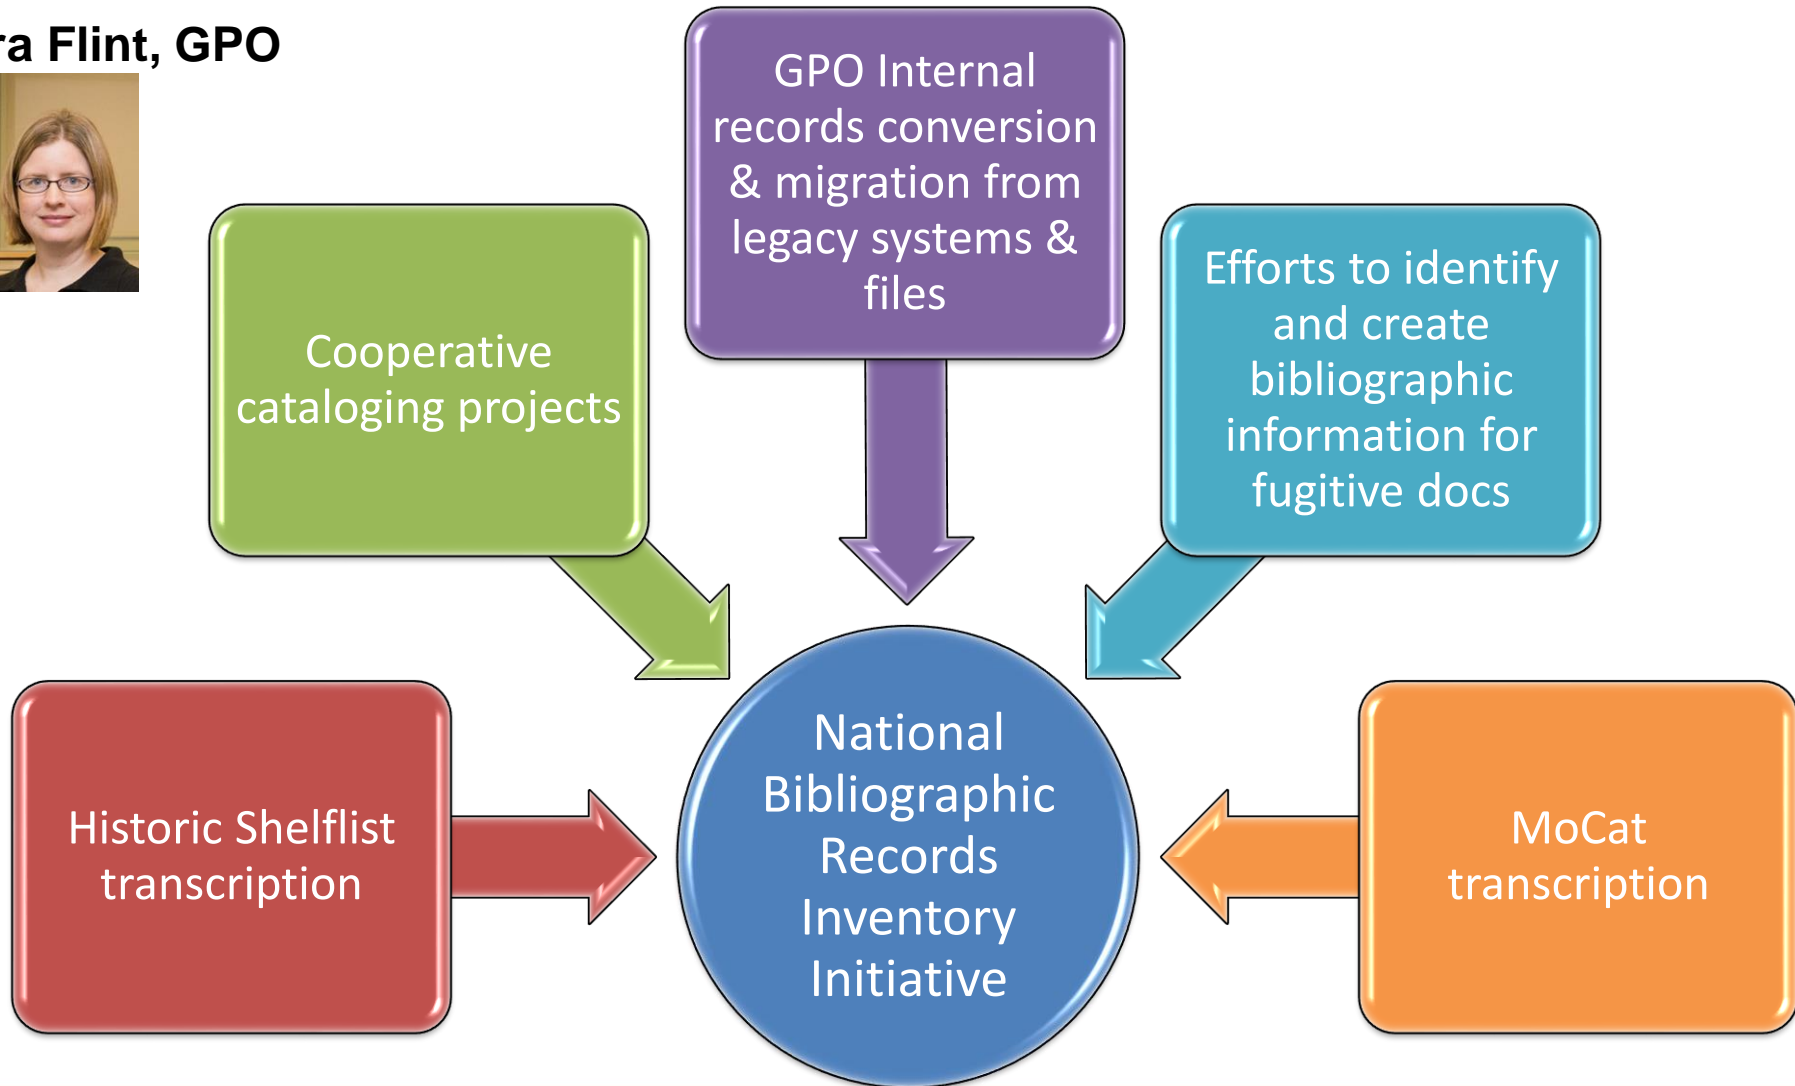 Flint, GPO
GPO Internal
records conversion
& migration from
legacy systems &
files
Cooperative
cataloging projects
Efforts to identify
and create
bibliographic
information for
fugitive docs
Historic Shelflist
transcription
National
Bibliographic
Records
Inventory
Initiative
MoCat
transcription